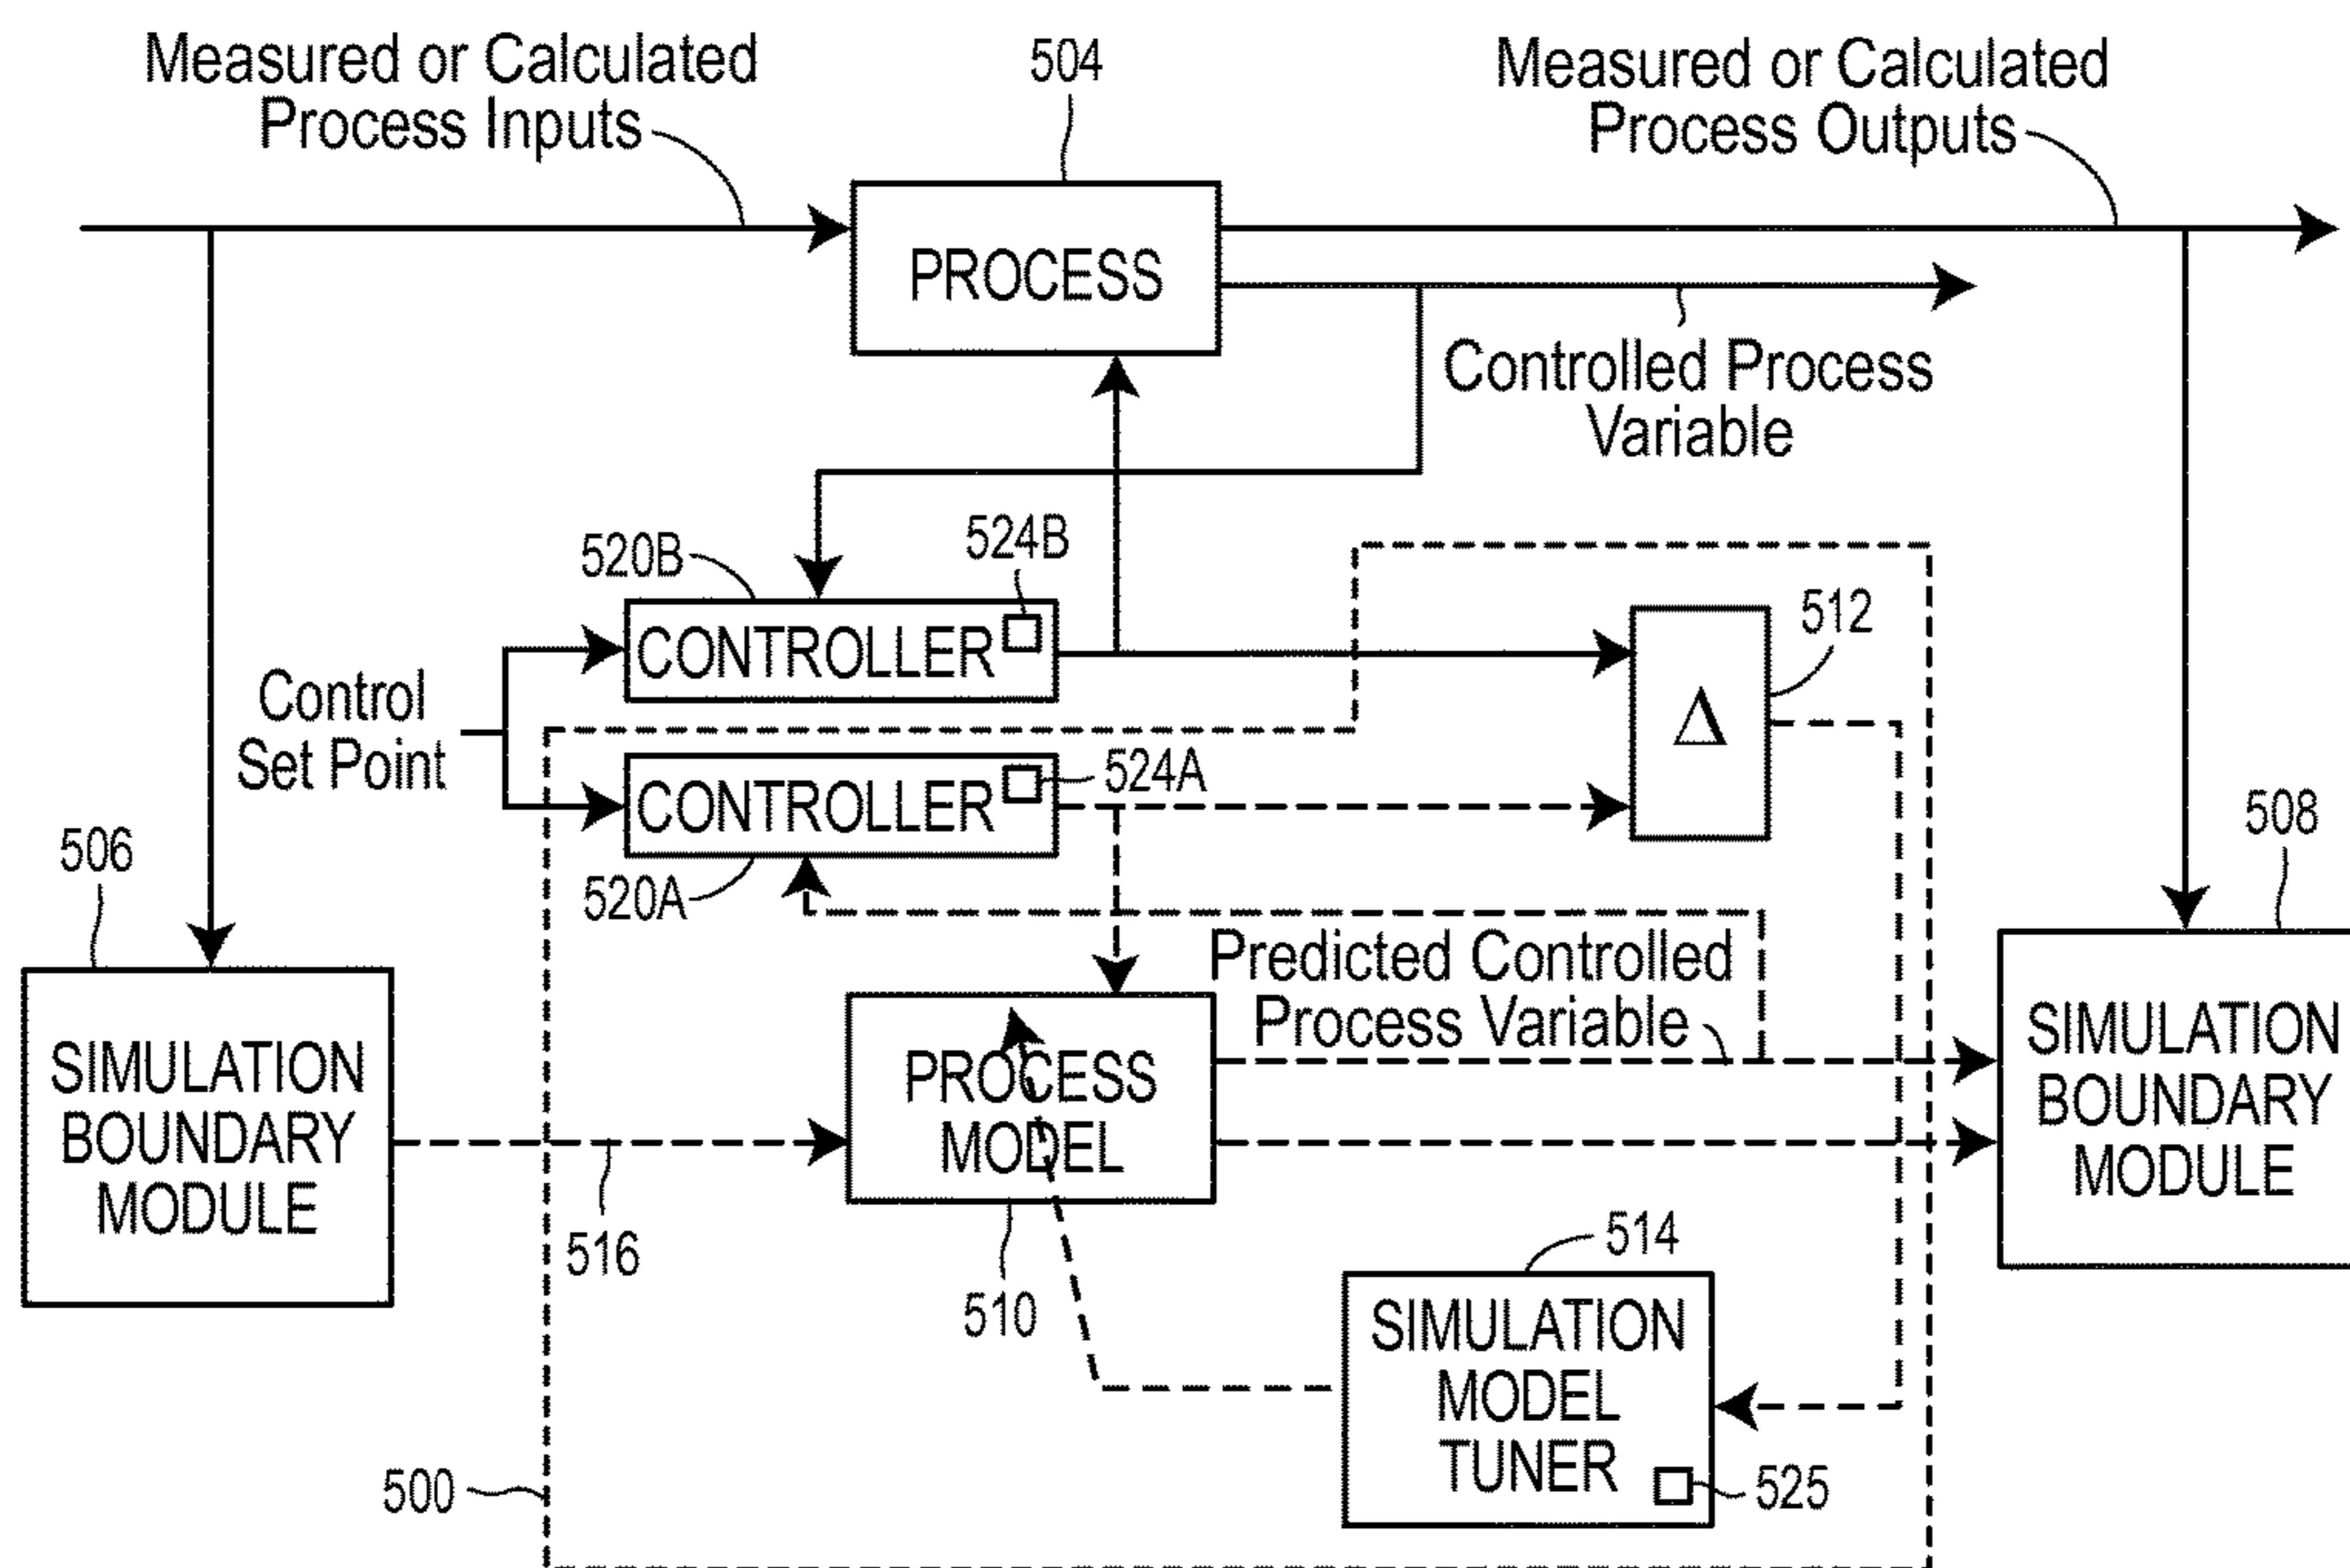 Measured or Calculated
Process Inputs
504
Measured or Calculated
Process Outputs
PROCESS
Controlled Process
Variable
520B
524B
CONTROLLER
512
Δ
Control
Set Point
CONTROLLER
524A
520A
506
508
SIMULATION
BOUNDARY
MODULE
Predicted Controlled
Process Variable
PROCESS
MODEL
SIMULATION
BOUNDARY
MODULE
516
510
514
SIMULATION
MODEL
TUNER
500
525